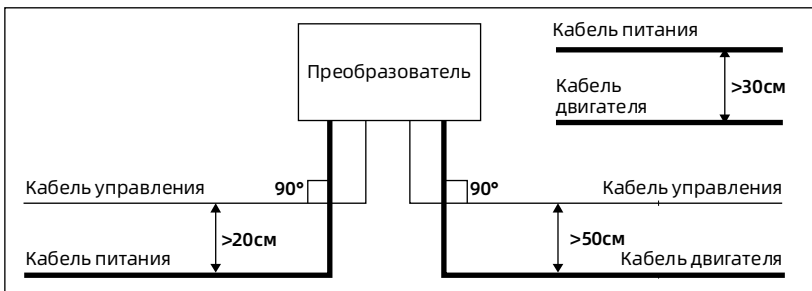 Кабель питания
Преобразователь
Кабель
двигателя
>30см
Кабель управления
90°
90°
Кабель управления
>20см
>50см
Кабель питания
Кабель двигателя